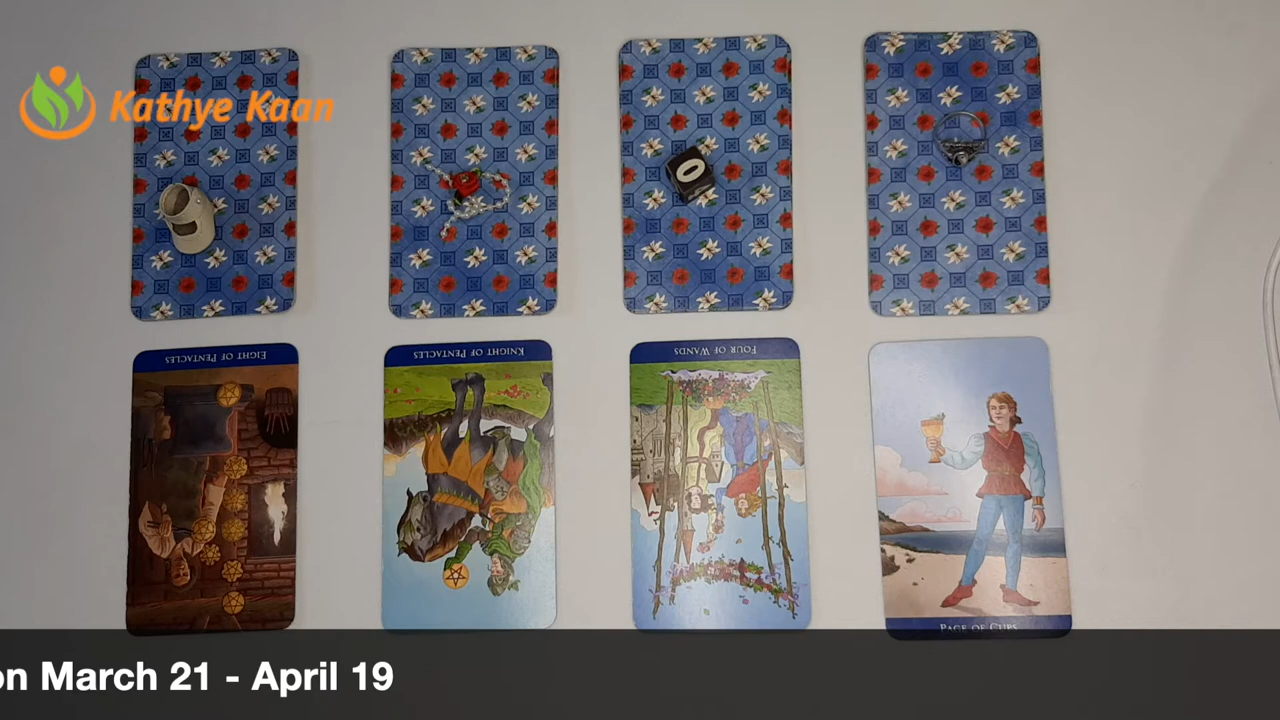 Kathye Kaan
EIGHT OF PENTACLES
KNIGHT OF PENTACLES
FOUR OF WANDS
PAGE OF CUPS
on March 21 - April 19